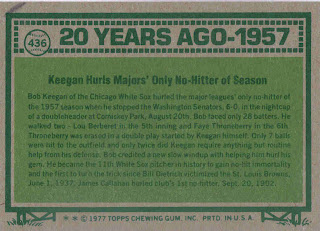 PICTURE CARD
436
20 YEARS AGO-1957
Keegan Hurls Majors' Only No-Hitter of Season
Bob Keegan of the Chicago White Sox hurled the major leagues' only no-hitter of
the 1957 season when he stopped the Washington Senators, 6-0, in the nightcap
of a doubleheader at Comiskey Park, August 20th. Bob faced only 28 batters. He
walked two - Lou Berberet in the 5th inning and Faye Throneberry in the 6th.
Throneberry was erased in a double play started by Keegan himself. Only 7 balls
were hit to the outfield and only twice did Keegan require anything but routine
help from his defense. Bob credited a new slow windup with helping him hurl his
gem. He became the 11th White Sox pitcher in history to gain no-hit immortality
and the first to turn the trick since Bill Dietrich victimized the St. Louis Browns,
June 1, 1937. James Callahan hurled club's 1st no-hitter, Sept. 20, 1902.
* * © 1977 TOPPS CHEWING GUM, INC. PRTD. IN U.S.A.